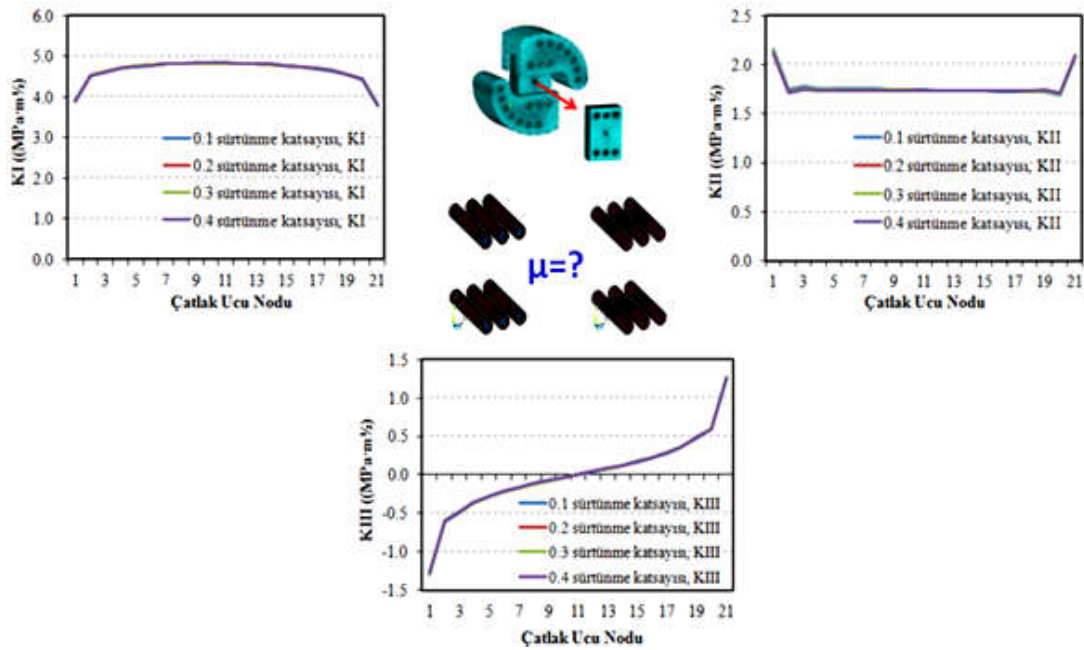 6.0
5.0
4.0
3.0
2.0
1.0
0.0
KI ((MPa·m½)
0.1 sürtünme katsayısı, KI
0.2 sürtünme katsayısı, KI
0.3 sürtünme katsayısı, KI
0.4 sürtünme katsayısı, KI
1 3 5 7 9 11 13 15 17 19 21
Çatlak Ucu Nodu
µ=?
2.5
2.0
1.5
1.0
0.5
0.0
KII ((MPa·m½)
0.1 sürtünme katsayısı, KII
0.2 sürtünme katsayısı, KII
0.3 sürtünme katsayısı, KII
0.4 sürtünme katsayısı, KII
1 3 5 7 9 11 13 15 17 19 21
Çatlak Ucu Nodu
1.5
1.0
0.5
0.0
-0.5
-1.0
-1.5
KIII ((MPa·m½)
0.1 sürtünme katsayısı, KIII
0.2 sürtünme katsayısı, KIII
0.3 sürtünme katsayısı, KIII
0.4 sürtünme katsayısı, KIII
1 3 5 7 9 11 13 15 17 19 21
Çatlak Ucu Nodu